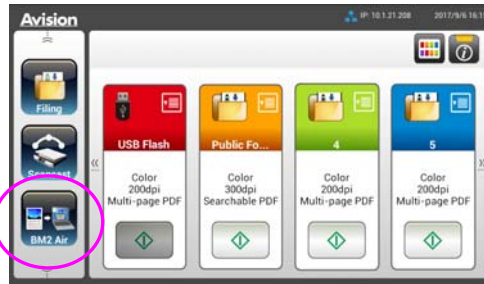 Avision
IP: 10.1.21.208 2017/9/6 16:15
Filing
Scancast
BM2 Air
USB Flash
Color
200dpi
Multi-page PDF
Public Fo...
Color
300dpi
Searchable PDF
4
Color
200dpi
Multi-page PDF
5
Color
200dpi
Multi-page PDF